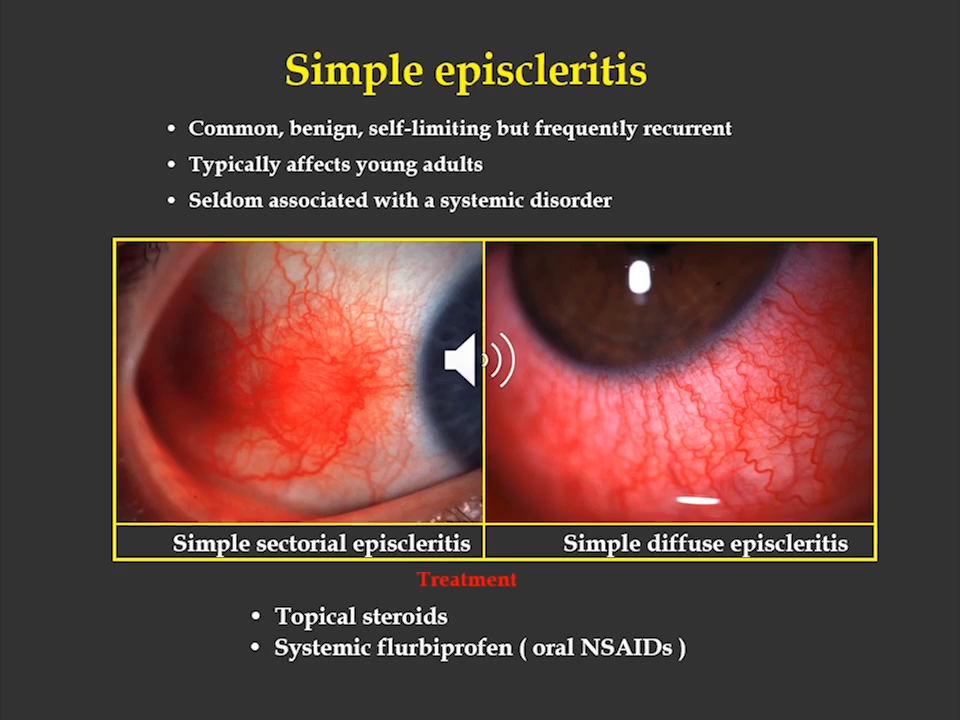 Simple episcleritis
• Common, benign, self-limiting but frequently recurrent
• Typically affects young adults
• Seldom associated with a systemic disorder
Simple sectorial episcleritis
Simple diffuse episcleritis
Treatment
• Topical steroids
• Systemic flurbiprofen ( oral NSAIDs )